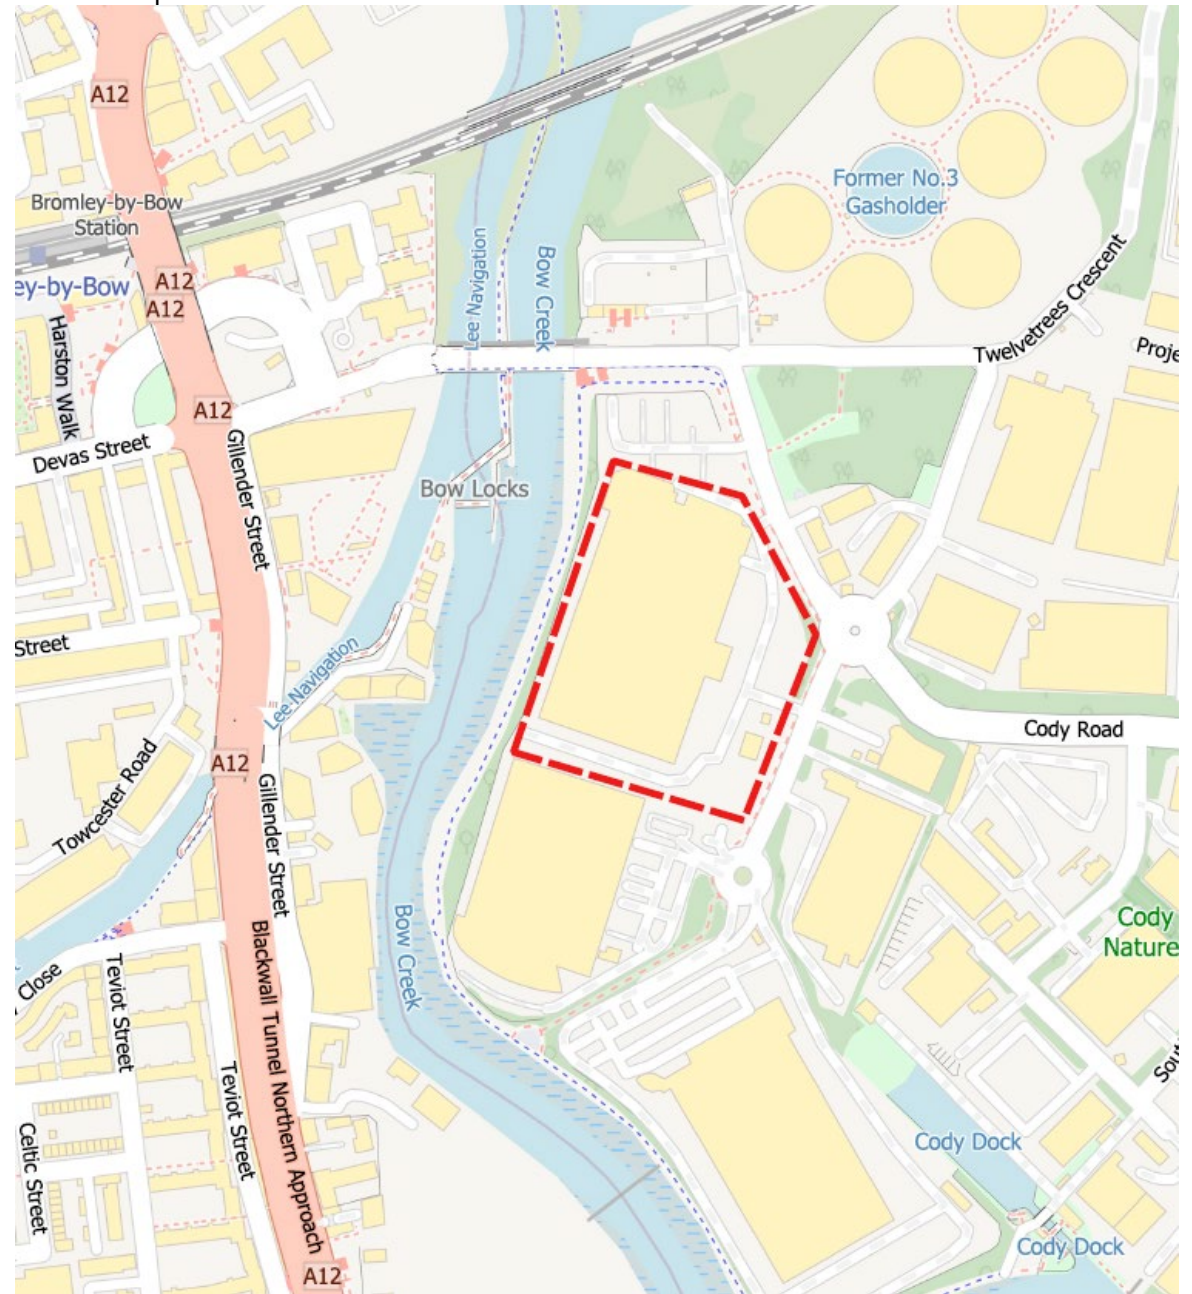 A12
Bromley-by-Bow
Station
ey-by-Bow
A12
A12
Harston Walk
A12
Devas Street
Gillender Street
Lee Navigation
Bow Creek
Former No.3
Gasholder
Twelvetrees Crescent
Proje
Bow Locks
Street
Lee Navigation
Towcester Road
A12
Gillender Street
Cody Road
Bow Creek
Blackwall Tunnel Northern Approach
Close
Teviot Street
Teviot Street
Celtic Street
A12
Cody
Nature
Sout
Cody Dock
Cody Dock